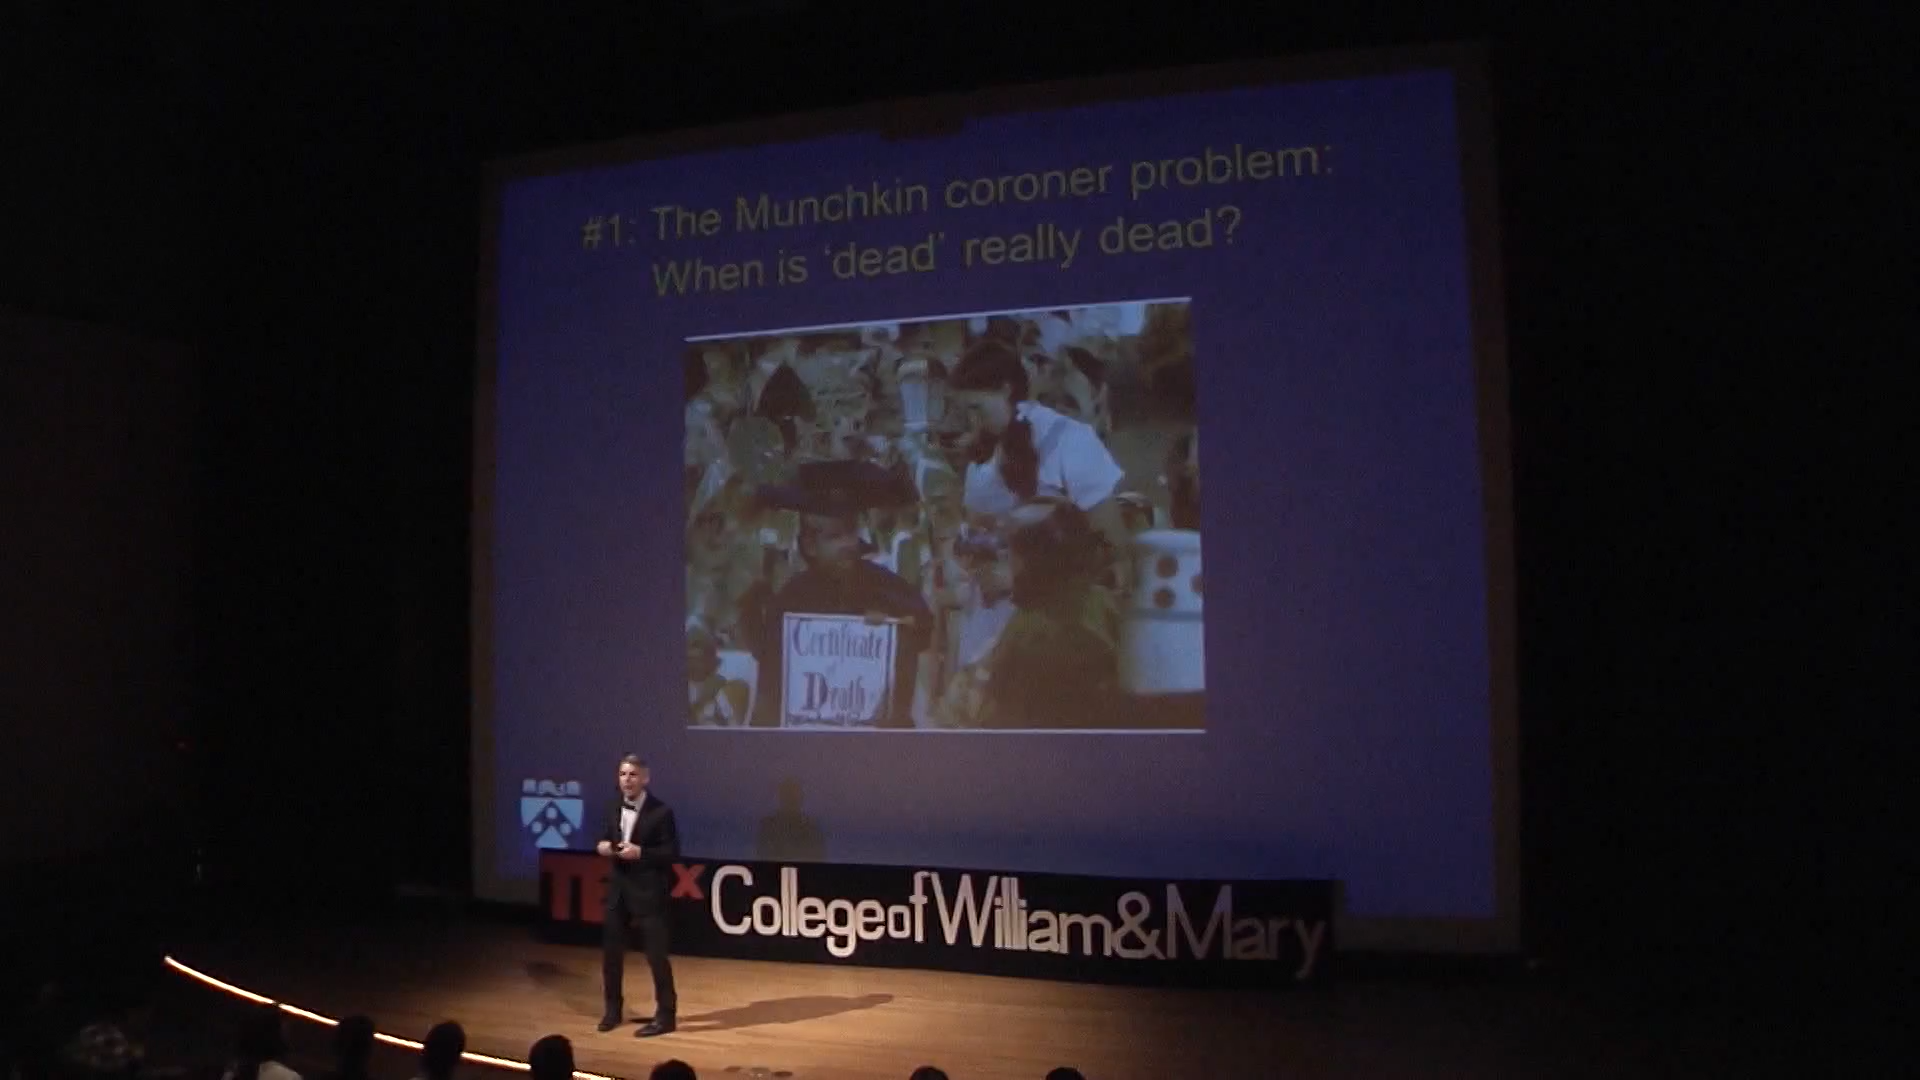 #1: The Munchkin coroner problem:
When is ‘dead’ really dead?
Certificate
of
Death
TEDx College of William & Mary